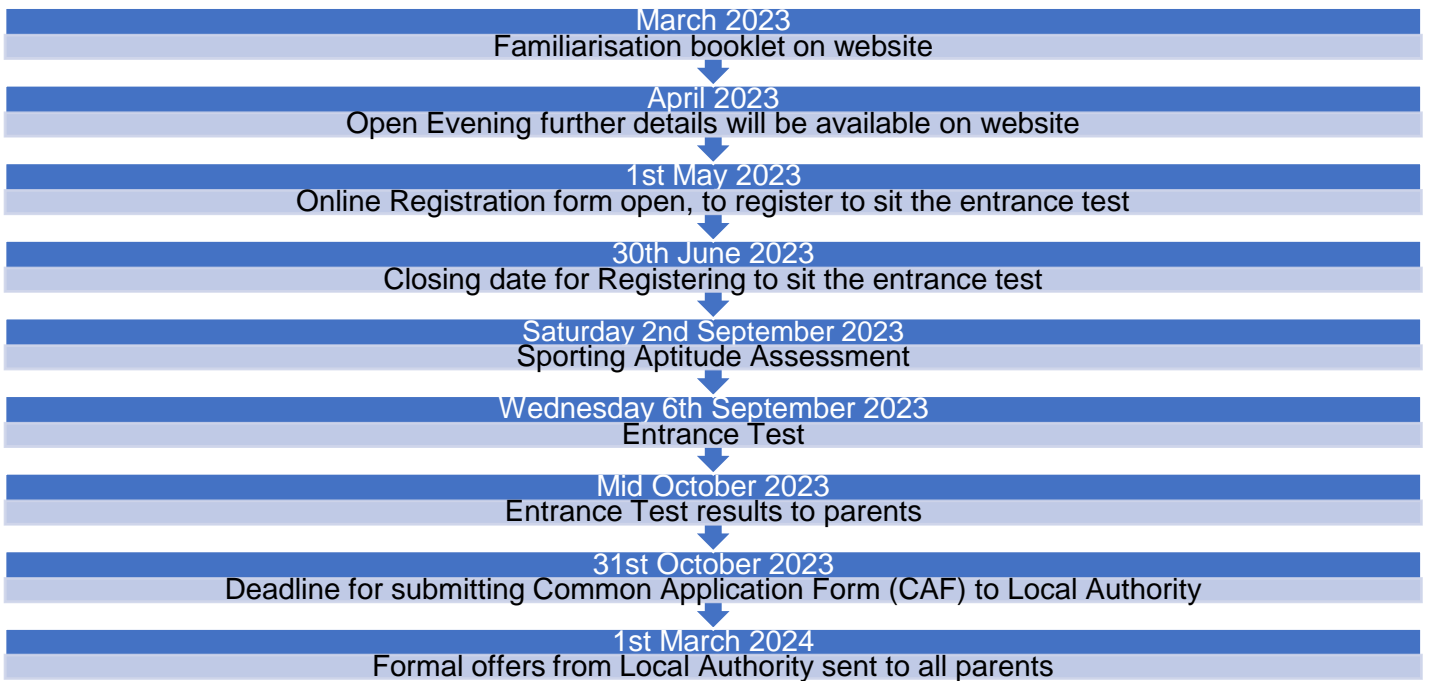 March 2023
Familiarisation booklet on website
April 2023
Open Evening further details will be available on website
1st May 2023
Online Registration form open, to register to sit the entrance test
30th June 2023
Closing date for Registering to sit the entrance test
Saturday 2nd September 2023
Sporting Aptitude Assessment
Wednesday 6th September 2023
Entrance Test
Mid October 2023
Entrance Test results to parents
31st October 2023
Deadline for submitting Common Application Form (CAF) to Local Authority
1st March 2024
Formal offers from Local Authority sent to all parents